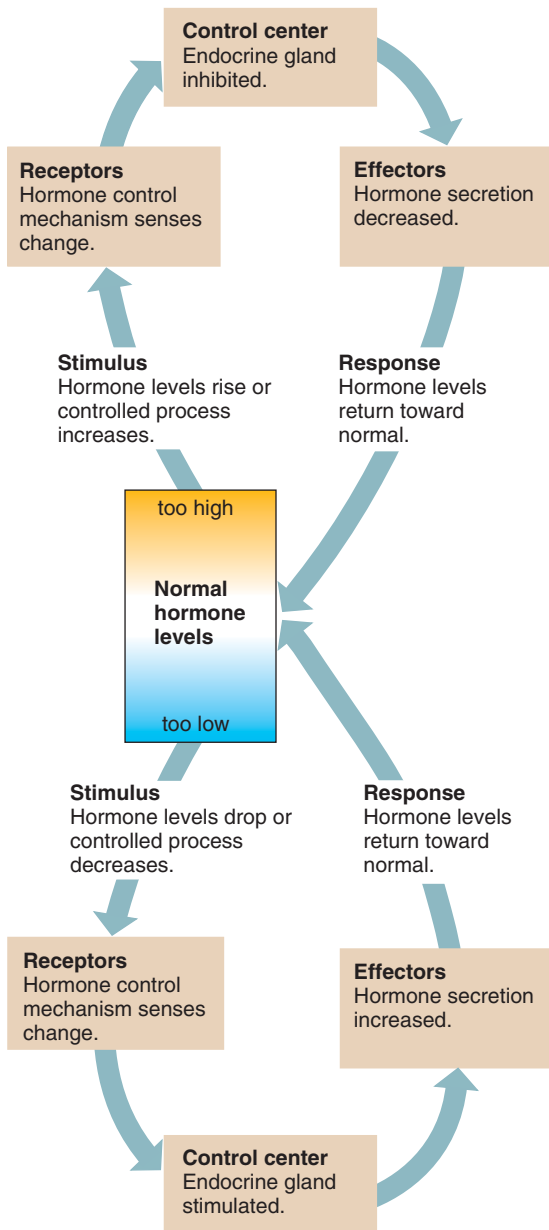 Control center
Endocrine gland
inhibited.
Receptors
Hormone control
mechanism senses
change.
Effectors
Hormone secretion
decreased.
Stimulus
Hormone levels rise or
controlled process
increases.
Response
Hormone levels
return toward
normal.
too high
Normal
hormone
levels
too low
Stimulus
Hormone levels drop or
controlled process
decreases.
Response
Hormone levels
return toward
normal.
Receptors
Hormone control
mechanism senses
change.
Effectors
Hormone secretion
increased.
Control center
Endocrine gland
stimulated.